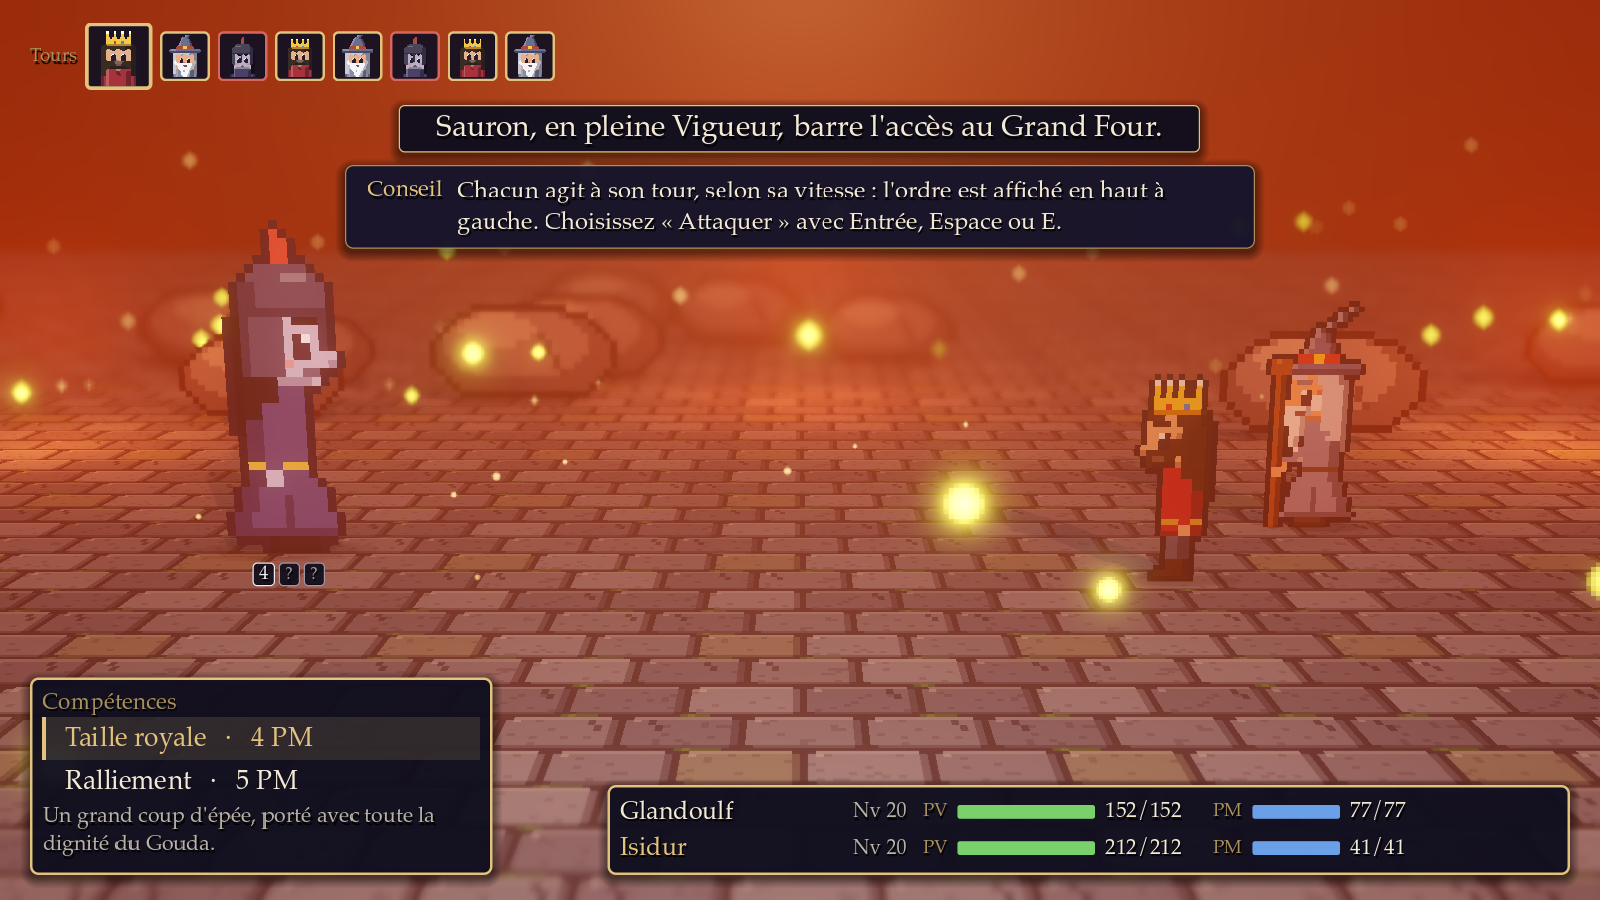 Tours
Sauron, en pleine Vigueur, barre l'accès au Grand Four.
Conseil Chacun agit à son tour, selon sa vitesse : l'ordre est affiché en haut à
gauche. Choisissez « Attaquer » avec Entrée, Espace ou E.
4 ? ?
Compétences
Taille royale · 4 PM
Ralliement · 5 PM
Un grand coup d'épée, porté avec toute la
dignité du Gouda.
Glandoulf Nv 20 PV 152/152 PM 77/77
Isidur Nv 20 PV 212/212 PM 41/41